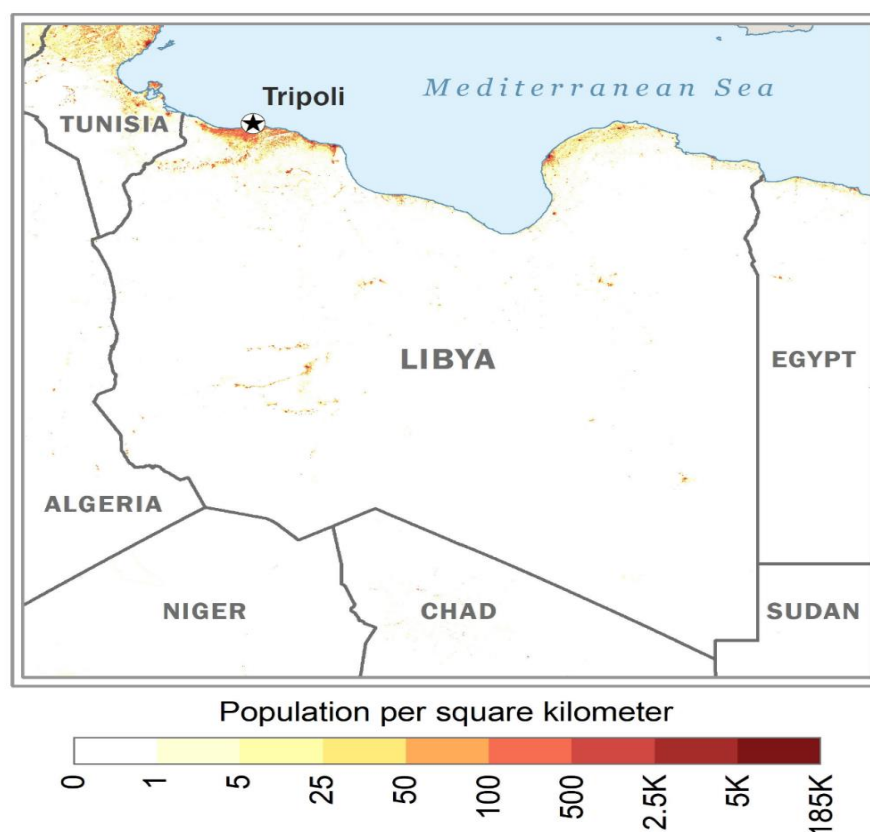 Tripoli
Mediterranean Sea
TUNISIA
LIBYA
EGYPT
ALGERIA
NIGER
CHAD
SUDAN
Population per square kilometer
0 1 5 25 50 100 500 2.5K 5K 185K